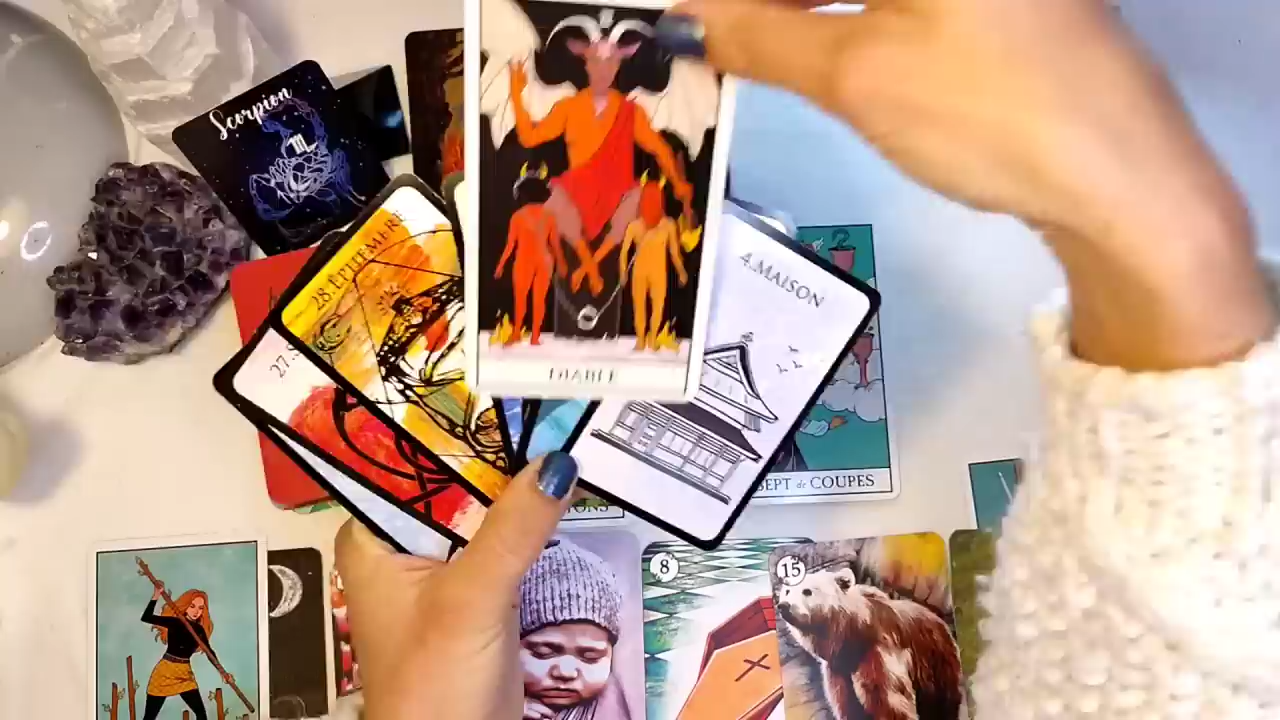 Scorpion
♏
28.ÉPHÉMÈRE
27.
DIABLE
4.MAISON
SEPT de COUPES
8
15